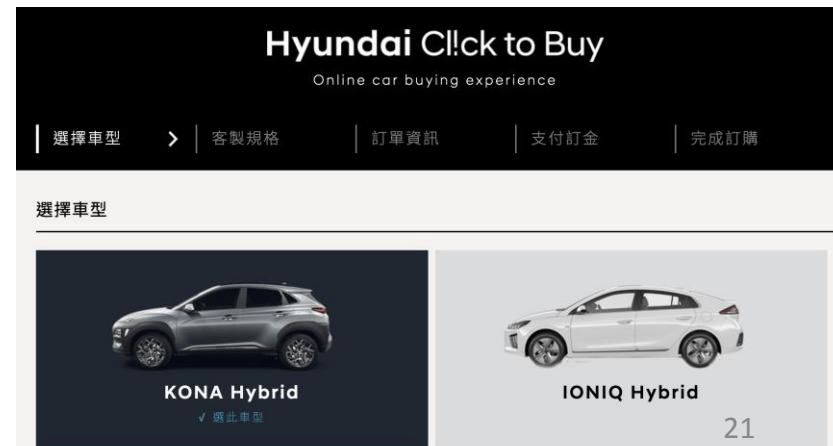 Hyundai Cl!ck to Buy
Online car buying experience
選擇車型 > 客製規格 訂單資訊 支付訂金 完成訂購
選擇車型
KONA Hybrid IONIQ Hybrid
√ 選此車型
21